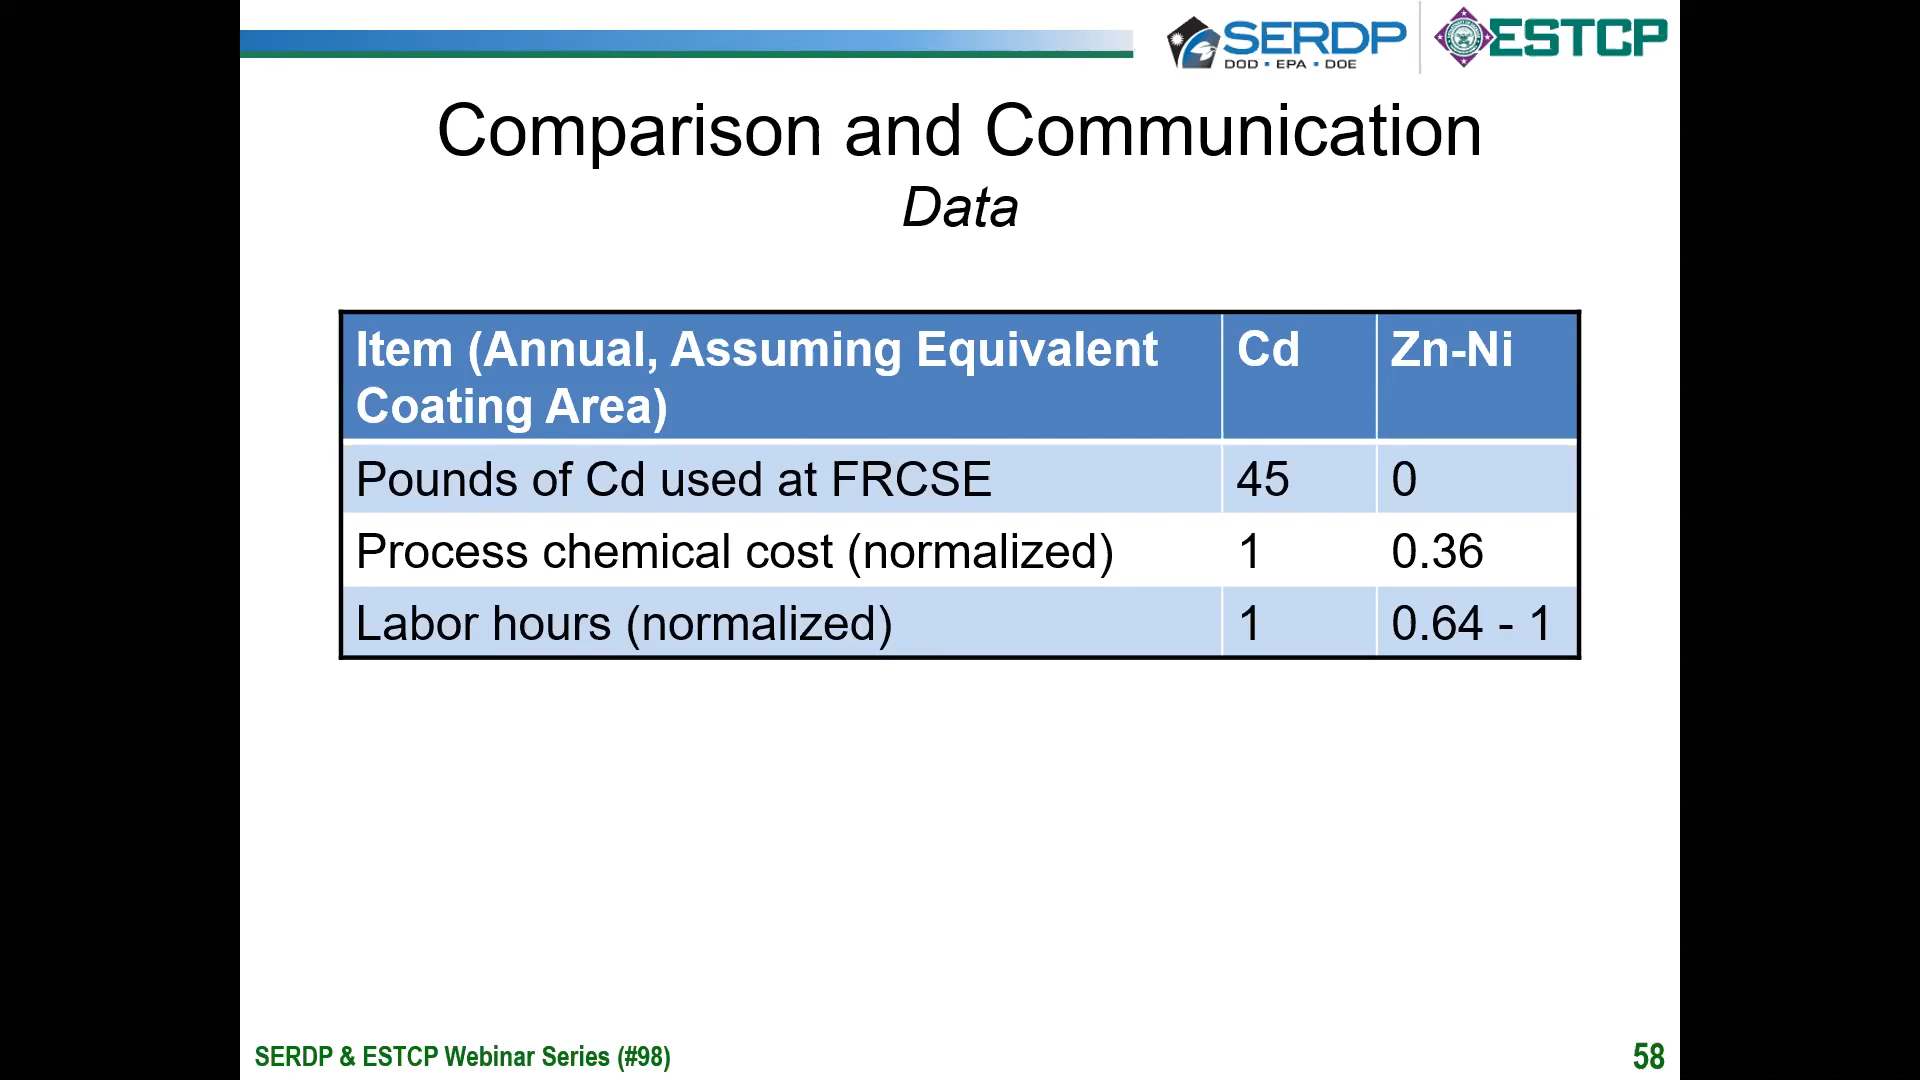 SERDP
DOD • EPA • DOE
ESTCP
Comparison and Communication
Data
Item (Annual, Assuming Equivalent Coating Area) Cd Zn-Ni
Pounds of Cd used at FRCSE 45 0
Process chemical cost (normalized) 1 0.36
Labor hours (normalized) 1 0.64 - 1
SERDP & ESTCP Webinar Series (#98)
58